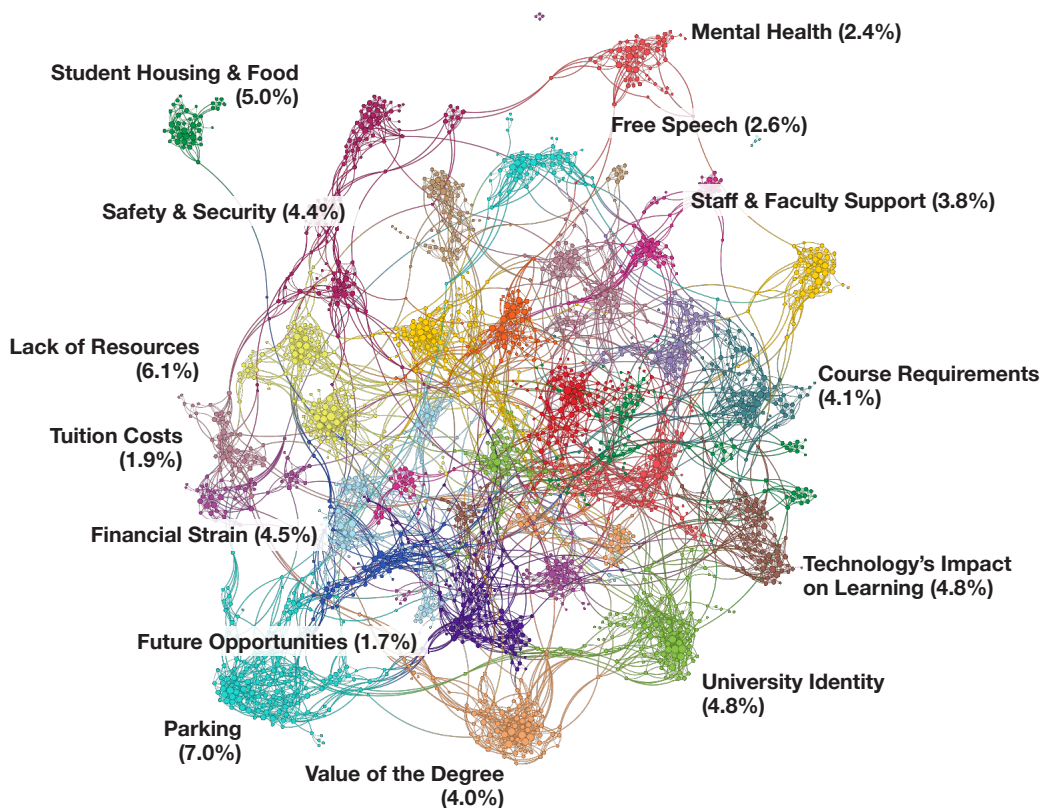 Mental Health (2.4%)
Student Housing & Food
(5.0%)
Free Speech (2.6%)
Safety & Security (4.4%)
Staff & Faculty Support (3.8%)
Lack of Resources
(6.1%)
Course Requirements
(4.1%)
Tuition Costs
(1.9%)
Financial Strain (4.5%)
Technology’s Impact
on Learning (4.8%)
Future Opportunities (1.7%)
University Identity
(4.8%)
Parking
(7.0%)
Value of the Degree
(4.0%)